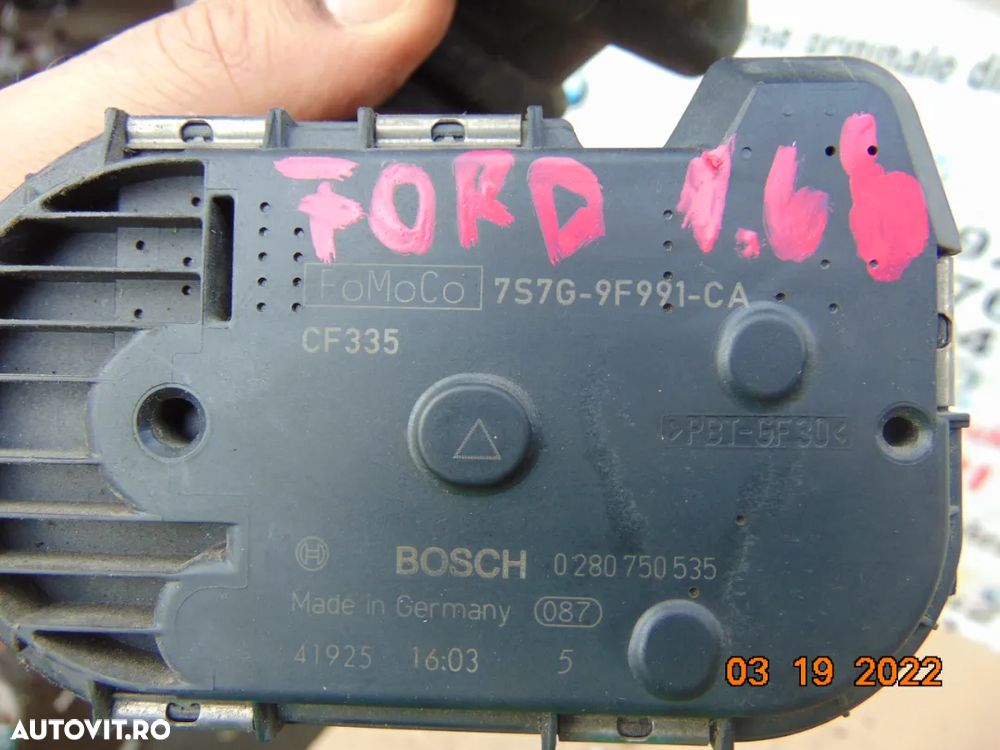 FORD 1.6 B
FoMoCo 7S7G-9F991-CA
CF335
>PBT-GF30<
BOSCH 0 280 750 535
Made in Germany 087
41925 16:03 5
03 19 2022
AUTOVIT.RO